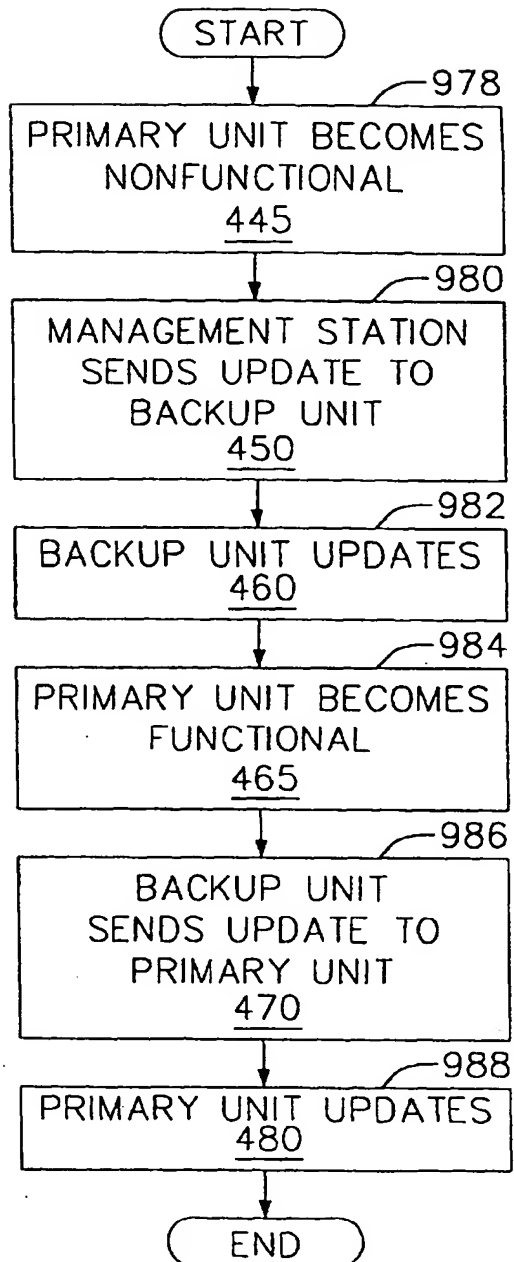 START
978
PRIMARY UNIT BECOMES
NONFUNCTIONAL
445
980
MANAGEMENT STATION
SENDS UPDATE TO
BACKUP UNIT
450
982
BACKUP UNIT UPDATES
460
984
PRIMARY UNIT BECOMES
FUNCTIONAL
465
986
BACKUP UNIT
SENDS UPDATE TO
PRIMARY UNIT
470
988
PRIMARY UNIT UPDATES
480
END